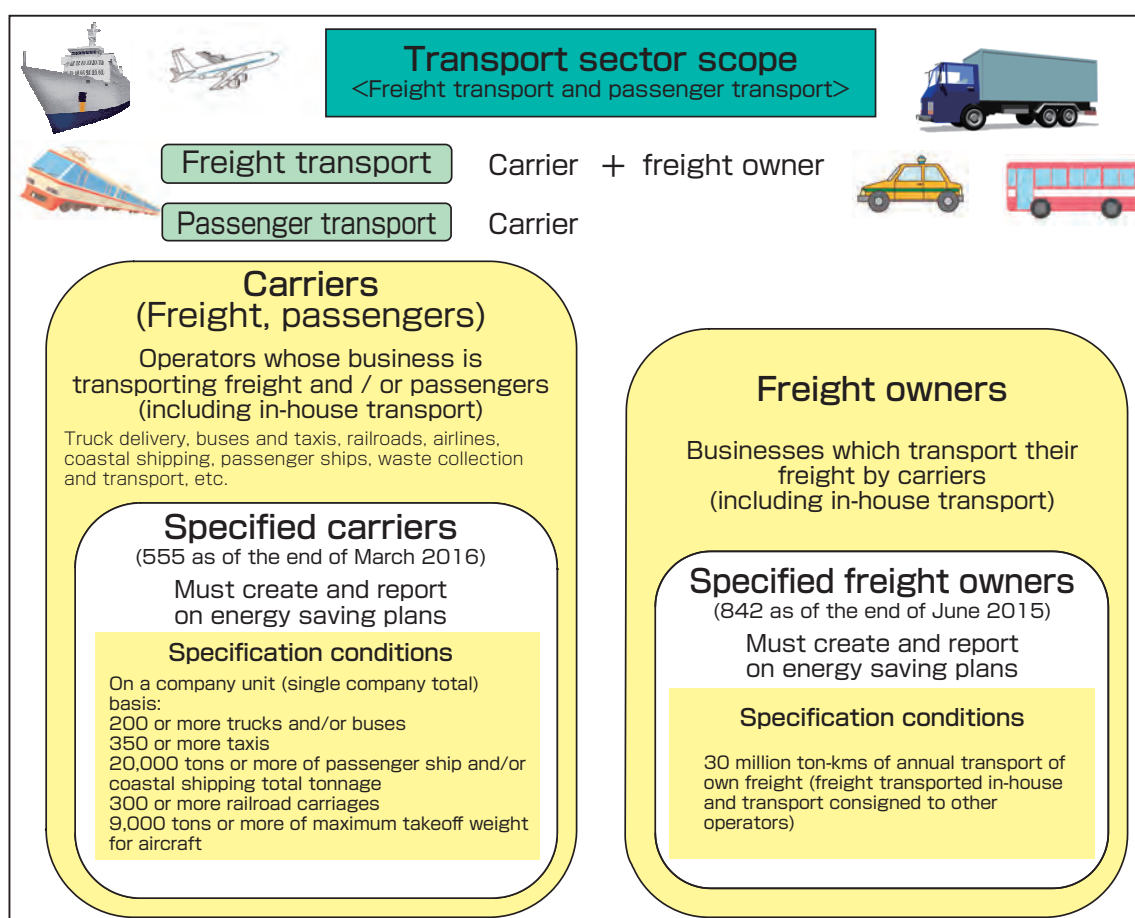 Transport sector scope
<Freight transport and passenger transport>
Freight transport Carrier + freight owner
Passenger transport Carrier
Carriers
(Freight, passengers)
Operators whose business is
transporting freight and / or passengers
(including in-house transport)
Truck delivery, buses and taxis, railroads, airlines,
coastal shipping, passenger ships, waste collection
and transport, etc.
Specified carriers
(555 as of the end of March 2016)
Must create and report
on energy saving plans
Specification conditions
On a company unit (single company total)
basis:
200 or more trucks and/or buses
350 or more taxis
20,000 tons or more of passenger ship and/or
coastal shipping total tonnage
300 or more railroad carriages
9,000 tons or more of maximum takeoff weight
for aircraft
Freight owners
Businesses which transport their
freight by carriers
(including in-house transport)
Specified freight owners
(842 as of the end of June 2015)
Must create and report
on energy saving plans
Specification conditions
30 million ton-kms of annual transport of
own freight (freight transported in-house
and transport consigned to other
operators)